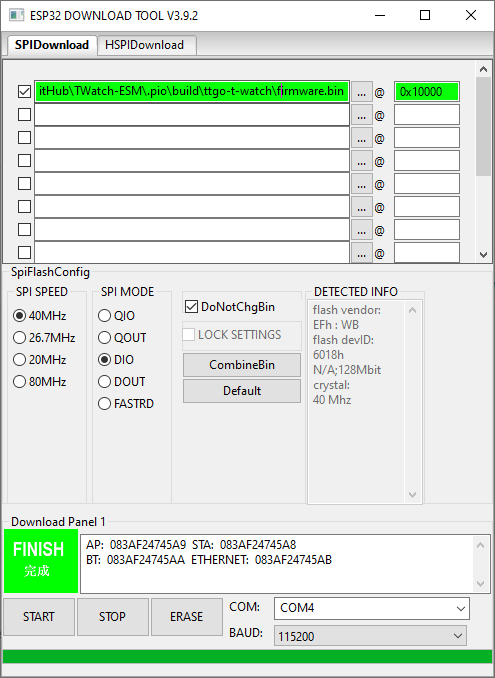 ESP32 DOWNLOAD TOOL V3.9.2
SPIDownload HSPIDownload
itHub\TWatch-ESM\.pio\build\ttgo-t-watch\firmware.bin ... @ 0x10000
... @
... @
... @
... @
... @
... @
... @
SpiFlashConfig
SPI SPEED
40MHz
26.7MHz
20MHz
80MHz
SPI MODE
QIO
QOUT
DIO
DOUT
FASTRD
DoNotChgBin
LOCK SETTINGS
CombineBin
Default
DETECTED INFO
flash vendor:
EFh : WB
flash devID:
6018h
N/A;128Mbit
crystal:
40 Mhz
Download Panel 1
FINISH
完成
AP: 083AF24745A9 STA: 083AF24745A8
BT: 083AF24745AA ETHERNET: 083AF24745AB
START STOP ERASE
COM: COM4
BAUD: 115200